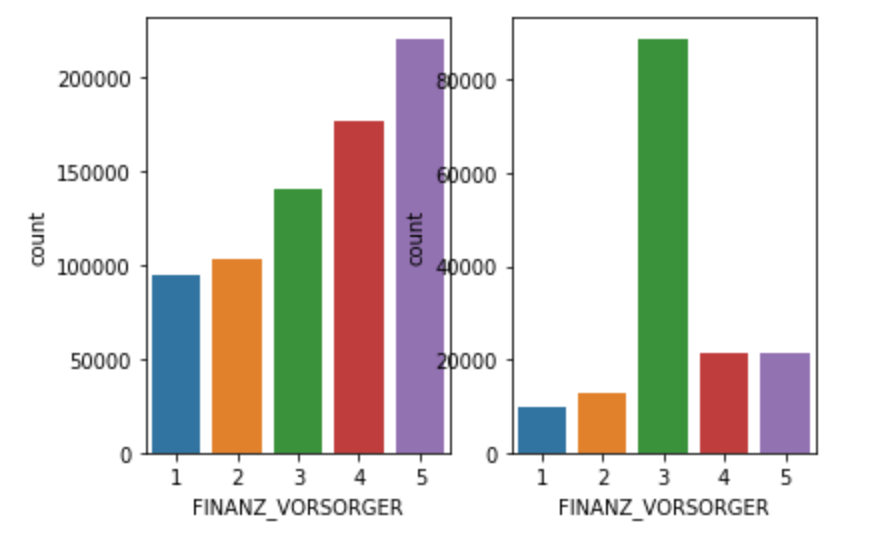 200000
150000
100000
50000
0
count
1 2 3 4 5
FINANZ_VORSORGER
80000
60000
40000
20000
0
count
1 2 3 4 5
FINANZ_VORSORGER